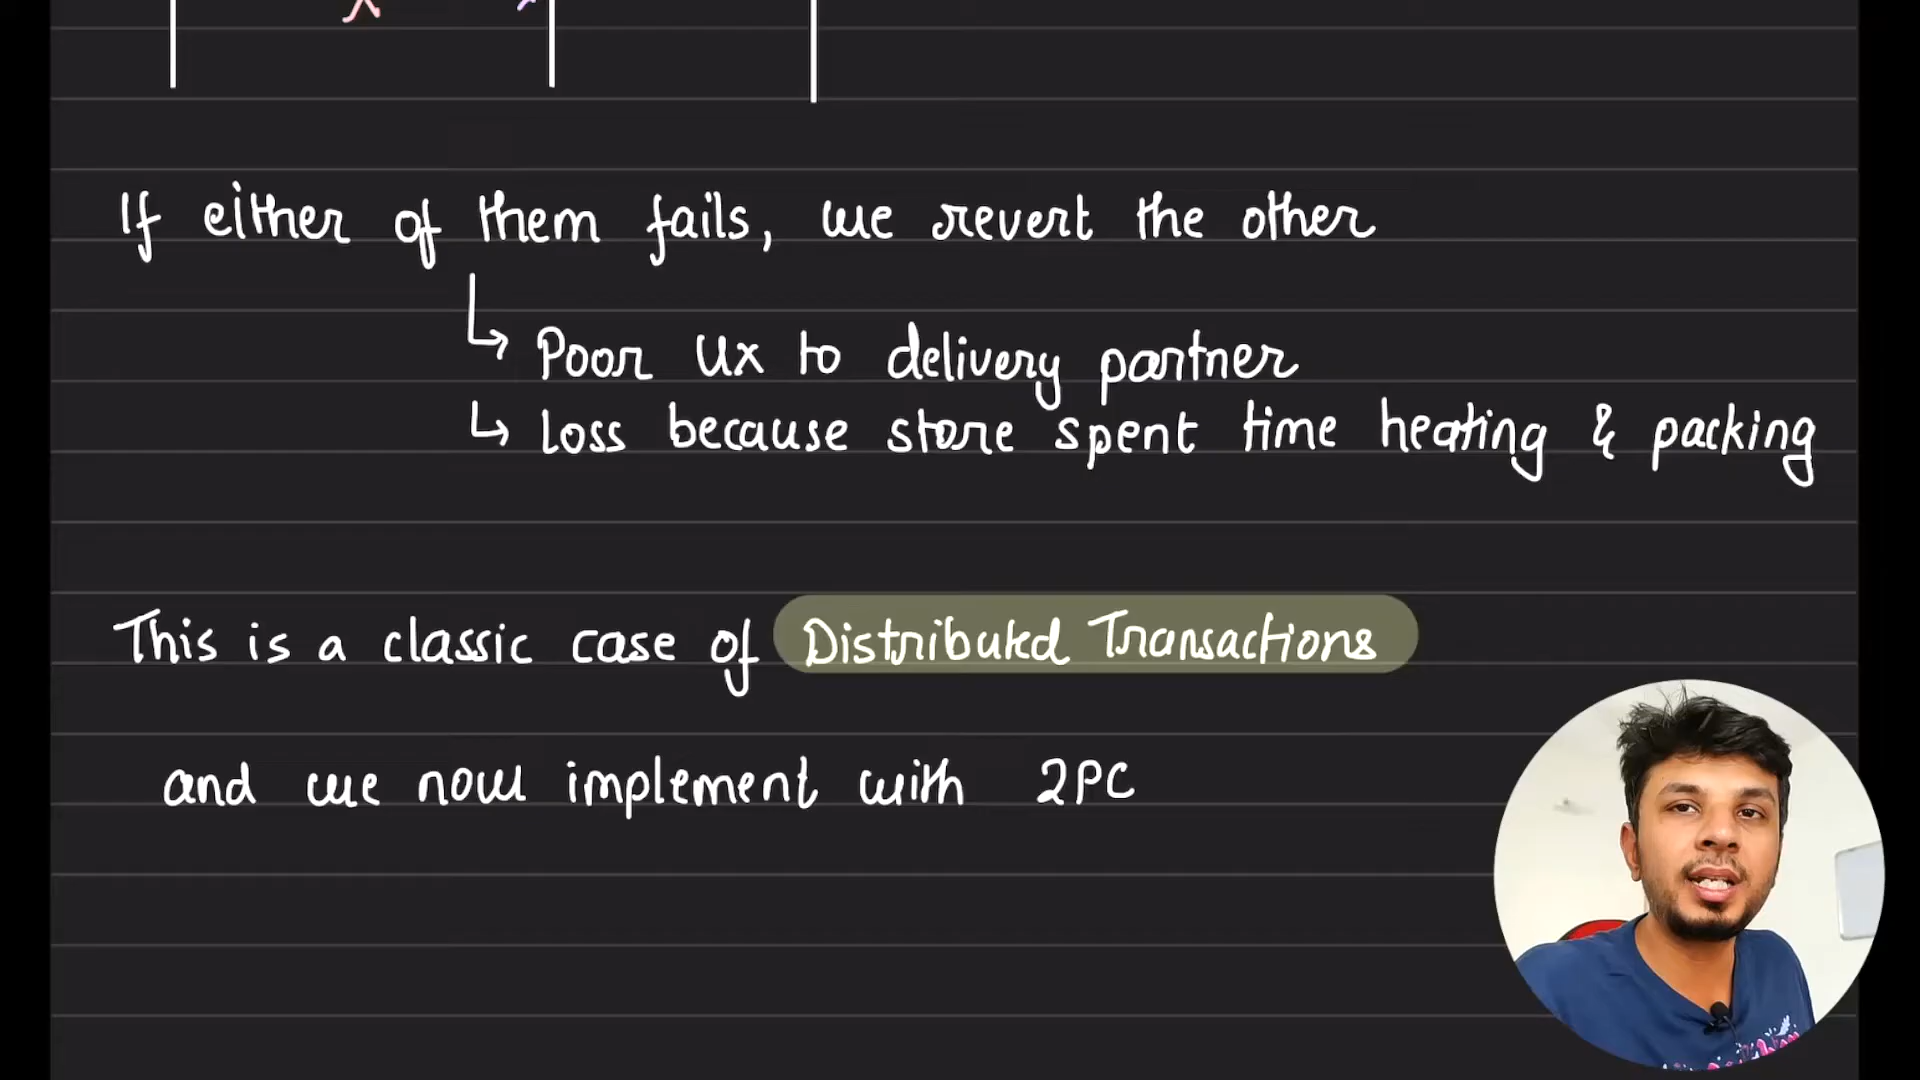 If either of them fails, we revert the other
Poor Ux to delivery partner
Loss because store spent time heating & packing
This is a classic case of Distributed Transactions
and we now implement with 2PC